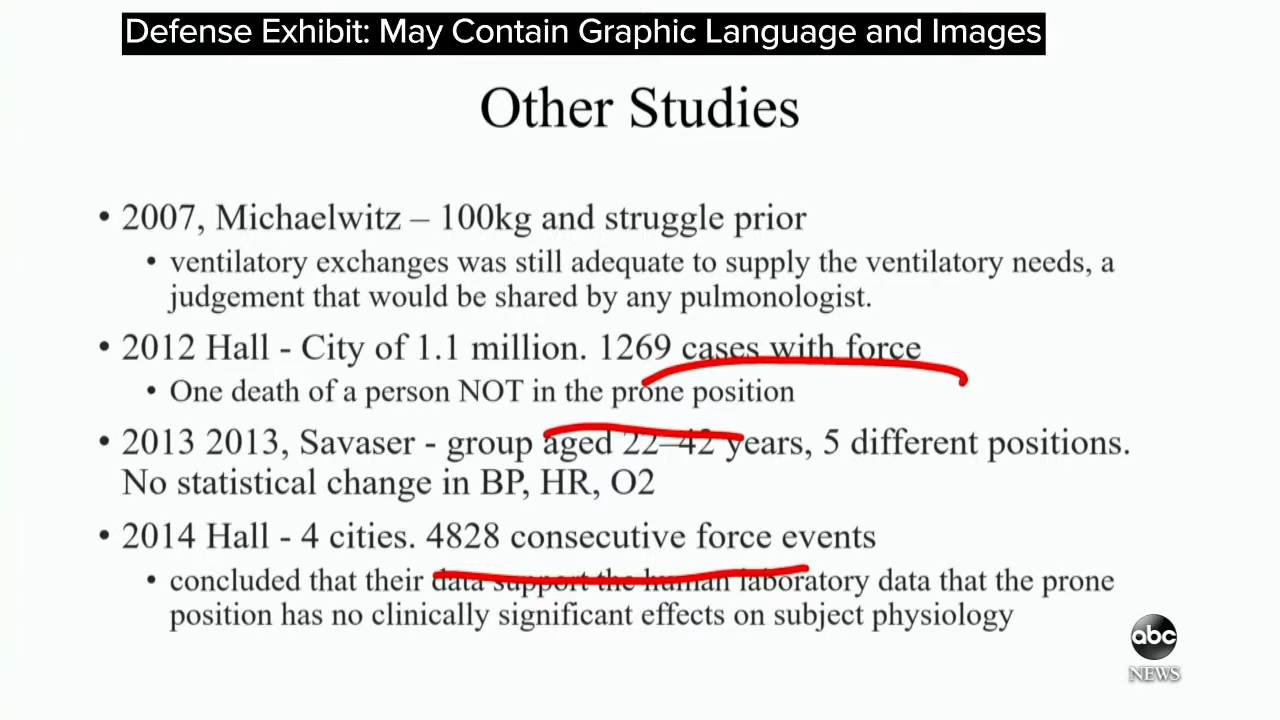 Defense Exhibit: May Contain Graphic Language and Images
Other Studies
• 2007, Michaelwitz – 100kg and struggle prior
• ventilatory exchanges was still adequate to supply the ventilatory needs, a
judgement that would be shared by any pulmonologist.
• 2012 Hall - City of 1.1 million. 1269 cases with force
• One death of a person NOT in the prone position
• 2013 2013, Savaser - group aged 22–42 years, 5 different positions.
No statistical change in BP, HR, O2
• 2014 Hall - 4 cities. 4828 consecutive force events
• concluded that their data support the human laboratory data that the prone
position has no clinically significant effects on subject physiology
abc
NEWS